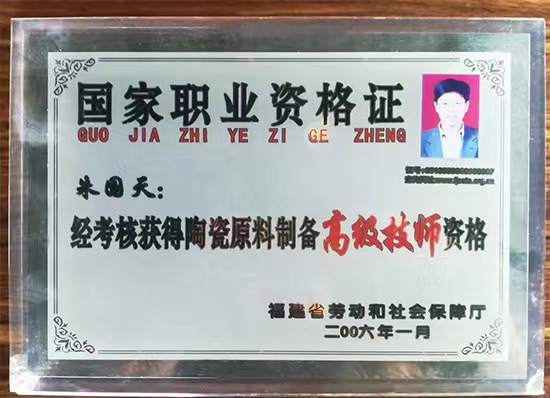 国家职业资格证
GUO JIA ZHI YE ZI GE ZHENG
朱国天：
经考核获得陶瓷原料制备高级技师资格
福建省劳动和社会保障厅
二〇〇六年一月